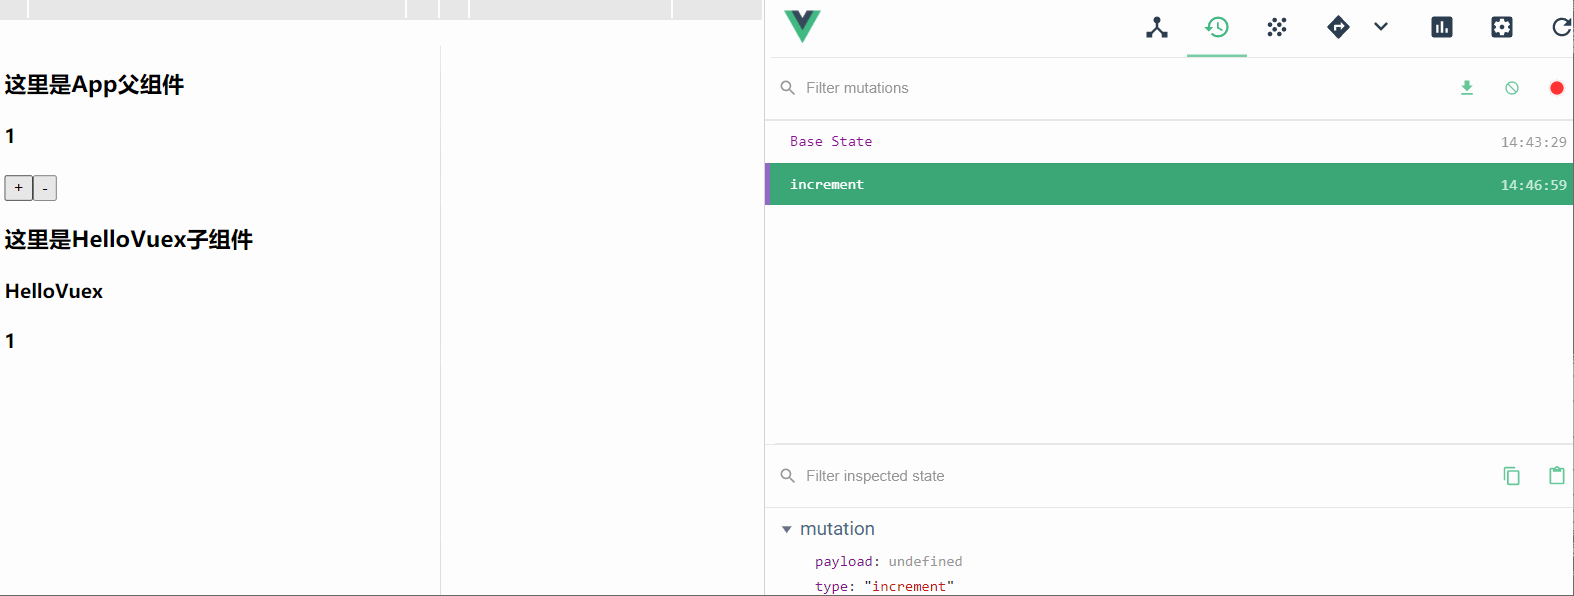 这里是App父组件
1
+ -
这里是HelloVuex子组件
HelloVuex
1
Filter mutations
Base State 14:43:29
increment 14:46:59
Filter inspected state
mutation
payload: undefined
type: "increment"